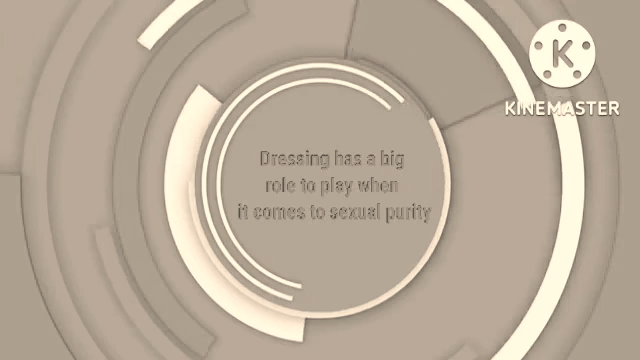 KINEMASTER
Dressing has a big
role to play when
it comes to sexual purity